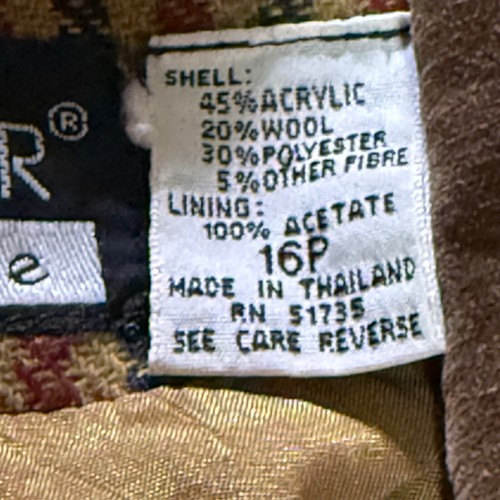 R®
e
SHELL:
45% ACRYLIC
20% WOOL
30% POLYESTER
5% OTHER FIBRE
LINING:
100% ACETATE
16P
MADE IN THAILAND
RN 51735
SEE CARE REVERSE